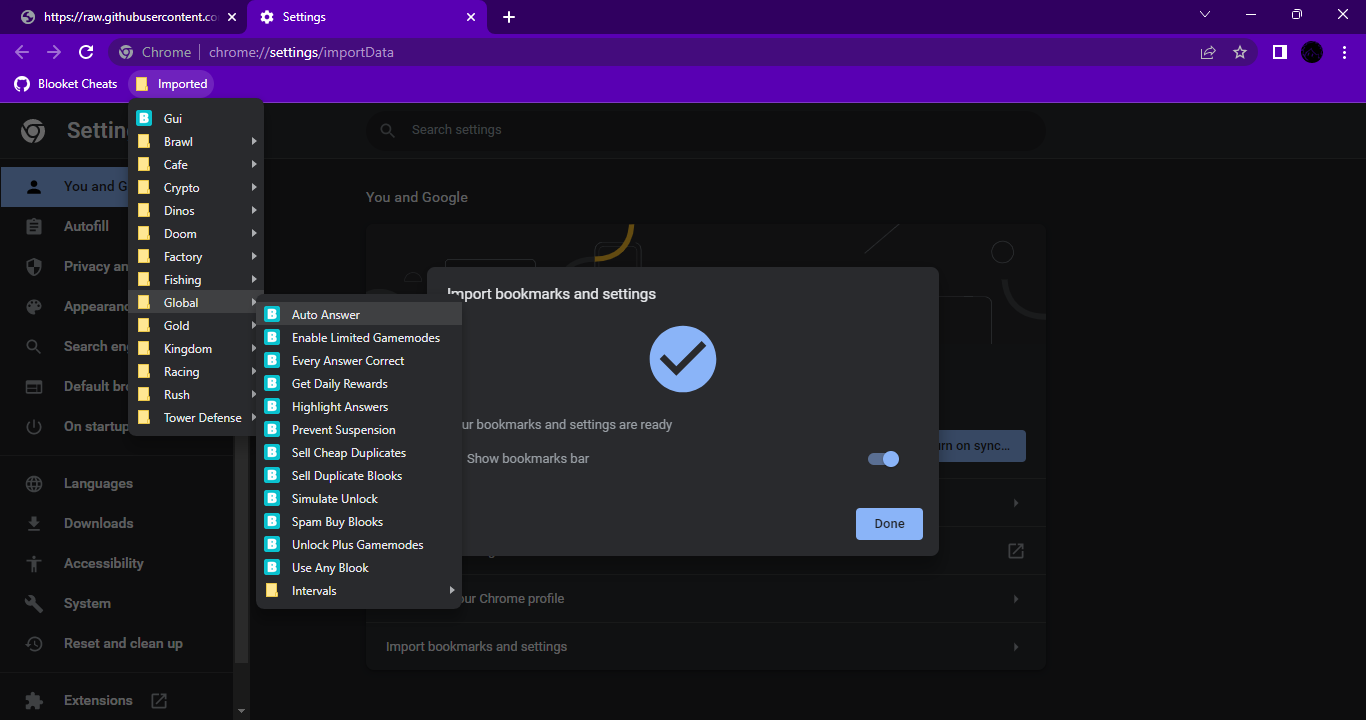 https://raw.githubusercontent.co
Settings
Chrome
chrome://settings/importData
Blooket Cheats
Imported
Settin
Search settings
Gui
Brawl
Cafe
Crypto
Dinos
Doom
Factory
Fishing
Global
Gold
Kingdom
Racing
Rush
Tower Defense
Auto Answer
Enable Limited Gamemodes
Every Answer Correct
Get Daily Rewards
Highlight Answers
Prevent Suspension
Sell Cheap Duplicates
Sell Duplicate Blooks
Simulate Unlock
Spam Buy Blooks
Unlock Plus Gamemodes
Use Any Blook
Intervals
You and G
Autofill
Privacy an
Appearanc
Search en
Default br
On startup
Languages
Downloads
Accessibility
System
Reset and clean up
Extensions
You and Google
Import bookmarks and settings
ur bookmarks and settings are ready
Show bookmarks bar
Done
rn on sync...
ur Chrome profile
Import bookmarks and settings